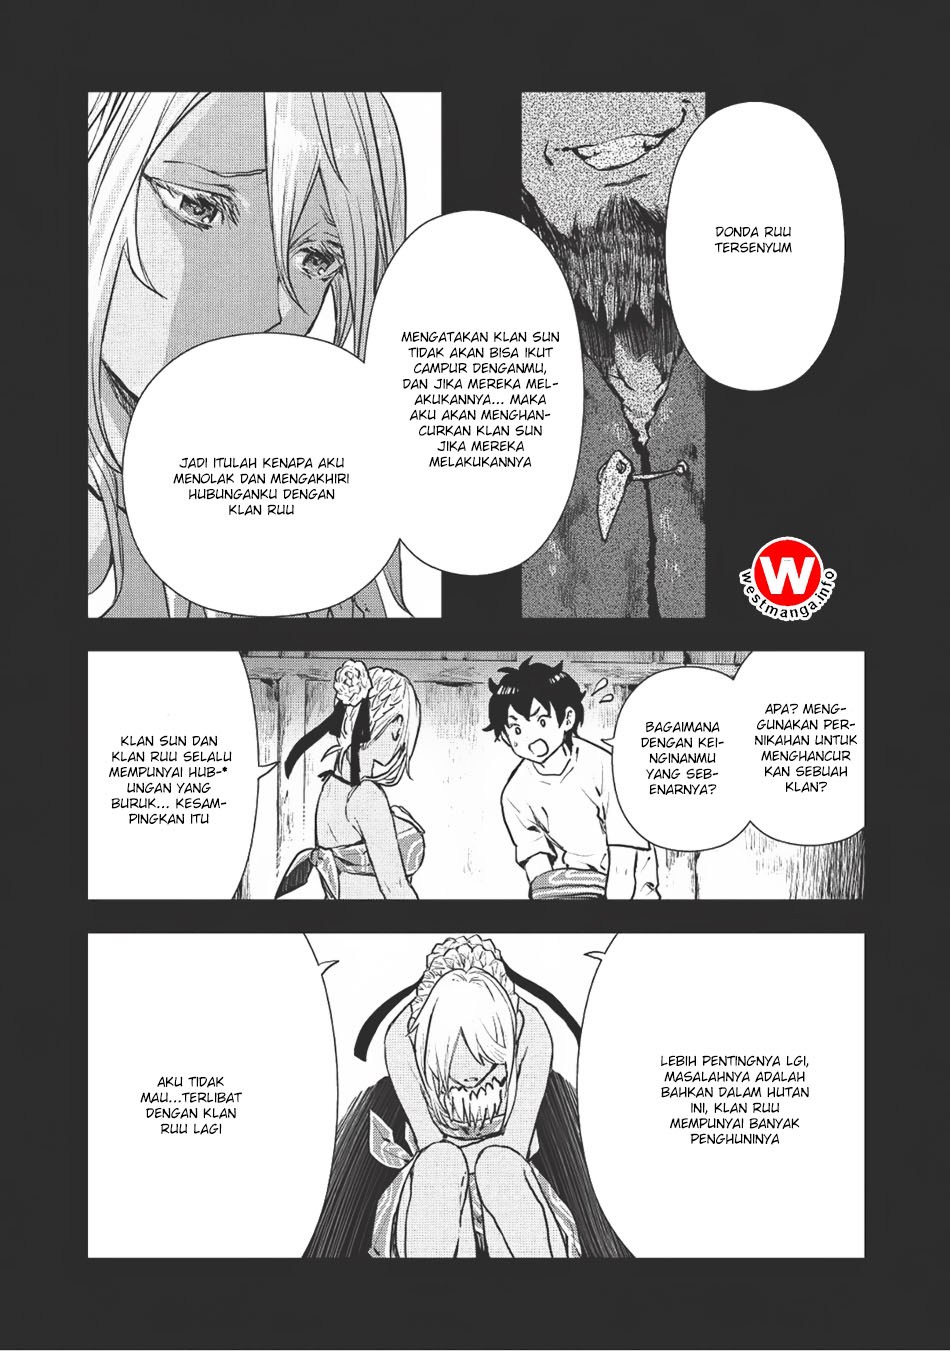 DONDA RUU
TERSENYUM
MENGATAKAN KLAN SUN
TIDAK AKAN BISA IKUT
CAMPUR DENGANMU,
DAN JIKA MEREKA MEL-
AKUKANNYA... MAKA
AKU AKAN MENGHAN-
CURKAN KLAN SUN
JIKA MEREKA
MELAKUKANNYA
JADI ITULAH KENAPA AKU
MENOLAK DAN MENGAKHIRI
HUBUNGANKU DENGAN
KLAN RUU
W
westmanga.info
APA? MENG-
GUNAKAN PER-
NIKAHAN UNTUK
MENGHANCUR
KAN SEBUAH
KLAN?
BAGAIMANA
DENGAN KEI-
NGINANMU
YANG SEB-
ENARNYA?
KLAN SUN DAN
KLAN RUU SELALU
MEMPUNYAI HUB-*
UNGAN YANG
BURUK... KESAM-
PINGKAN ITU
LEBIH PENTINGNYA LGI,
MASALAHNYA ADALAH
BAHKAN DALAM HUTAN
INI, KLAN RUU
MEMPUNYAI BANYAK
PENGHUNINYA
AKU TIDAK
MAU...TERLIBAT
DENGAN KLAN
RUU LAGI